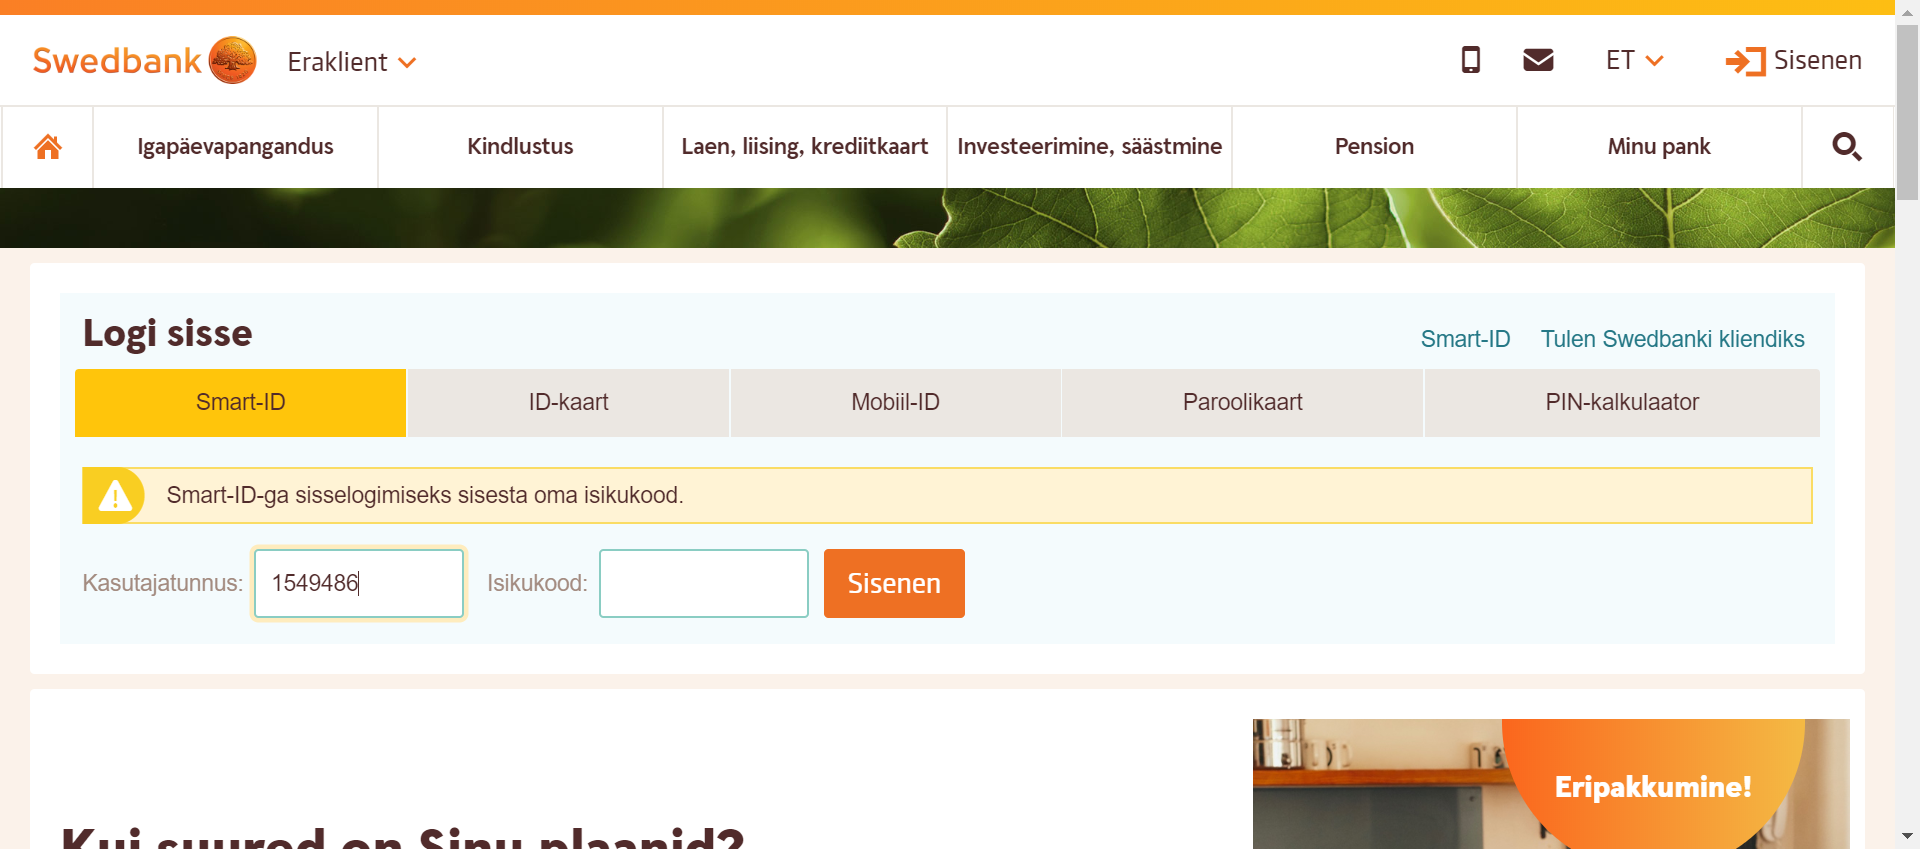 Swedbank Eraklient ET Sisenen
Igapäevapangandus Kindlustus Laen, liising, krediitkaart Investeerimine, säästmine Pension Minu pank
Logi sisse Smart-ID Tulen Swedbanki kliendiks
Smart-ID ID-kaart Mobiil-ID Paroolikaart PIN-kalkulaator
Smart-ID-ga sisselogimiseks sisesta oma isikukood.
Kasutajatunnus: 1549486 Isikukood: Sisenen
Eripakkumine!
Kui suured on Sinu plaanid?